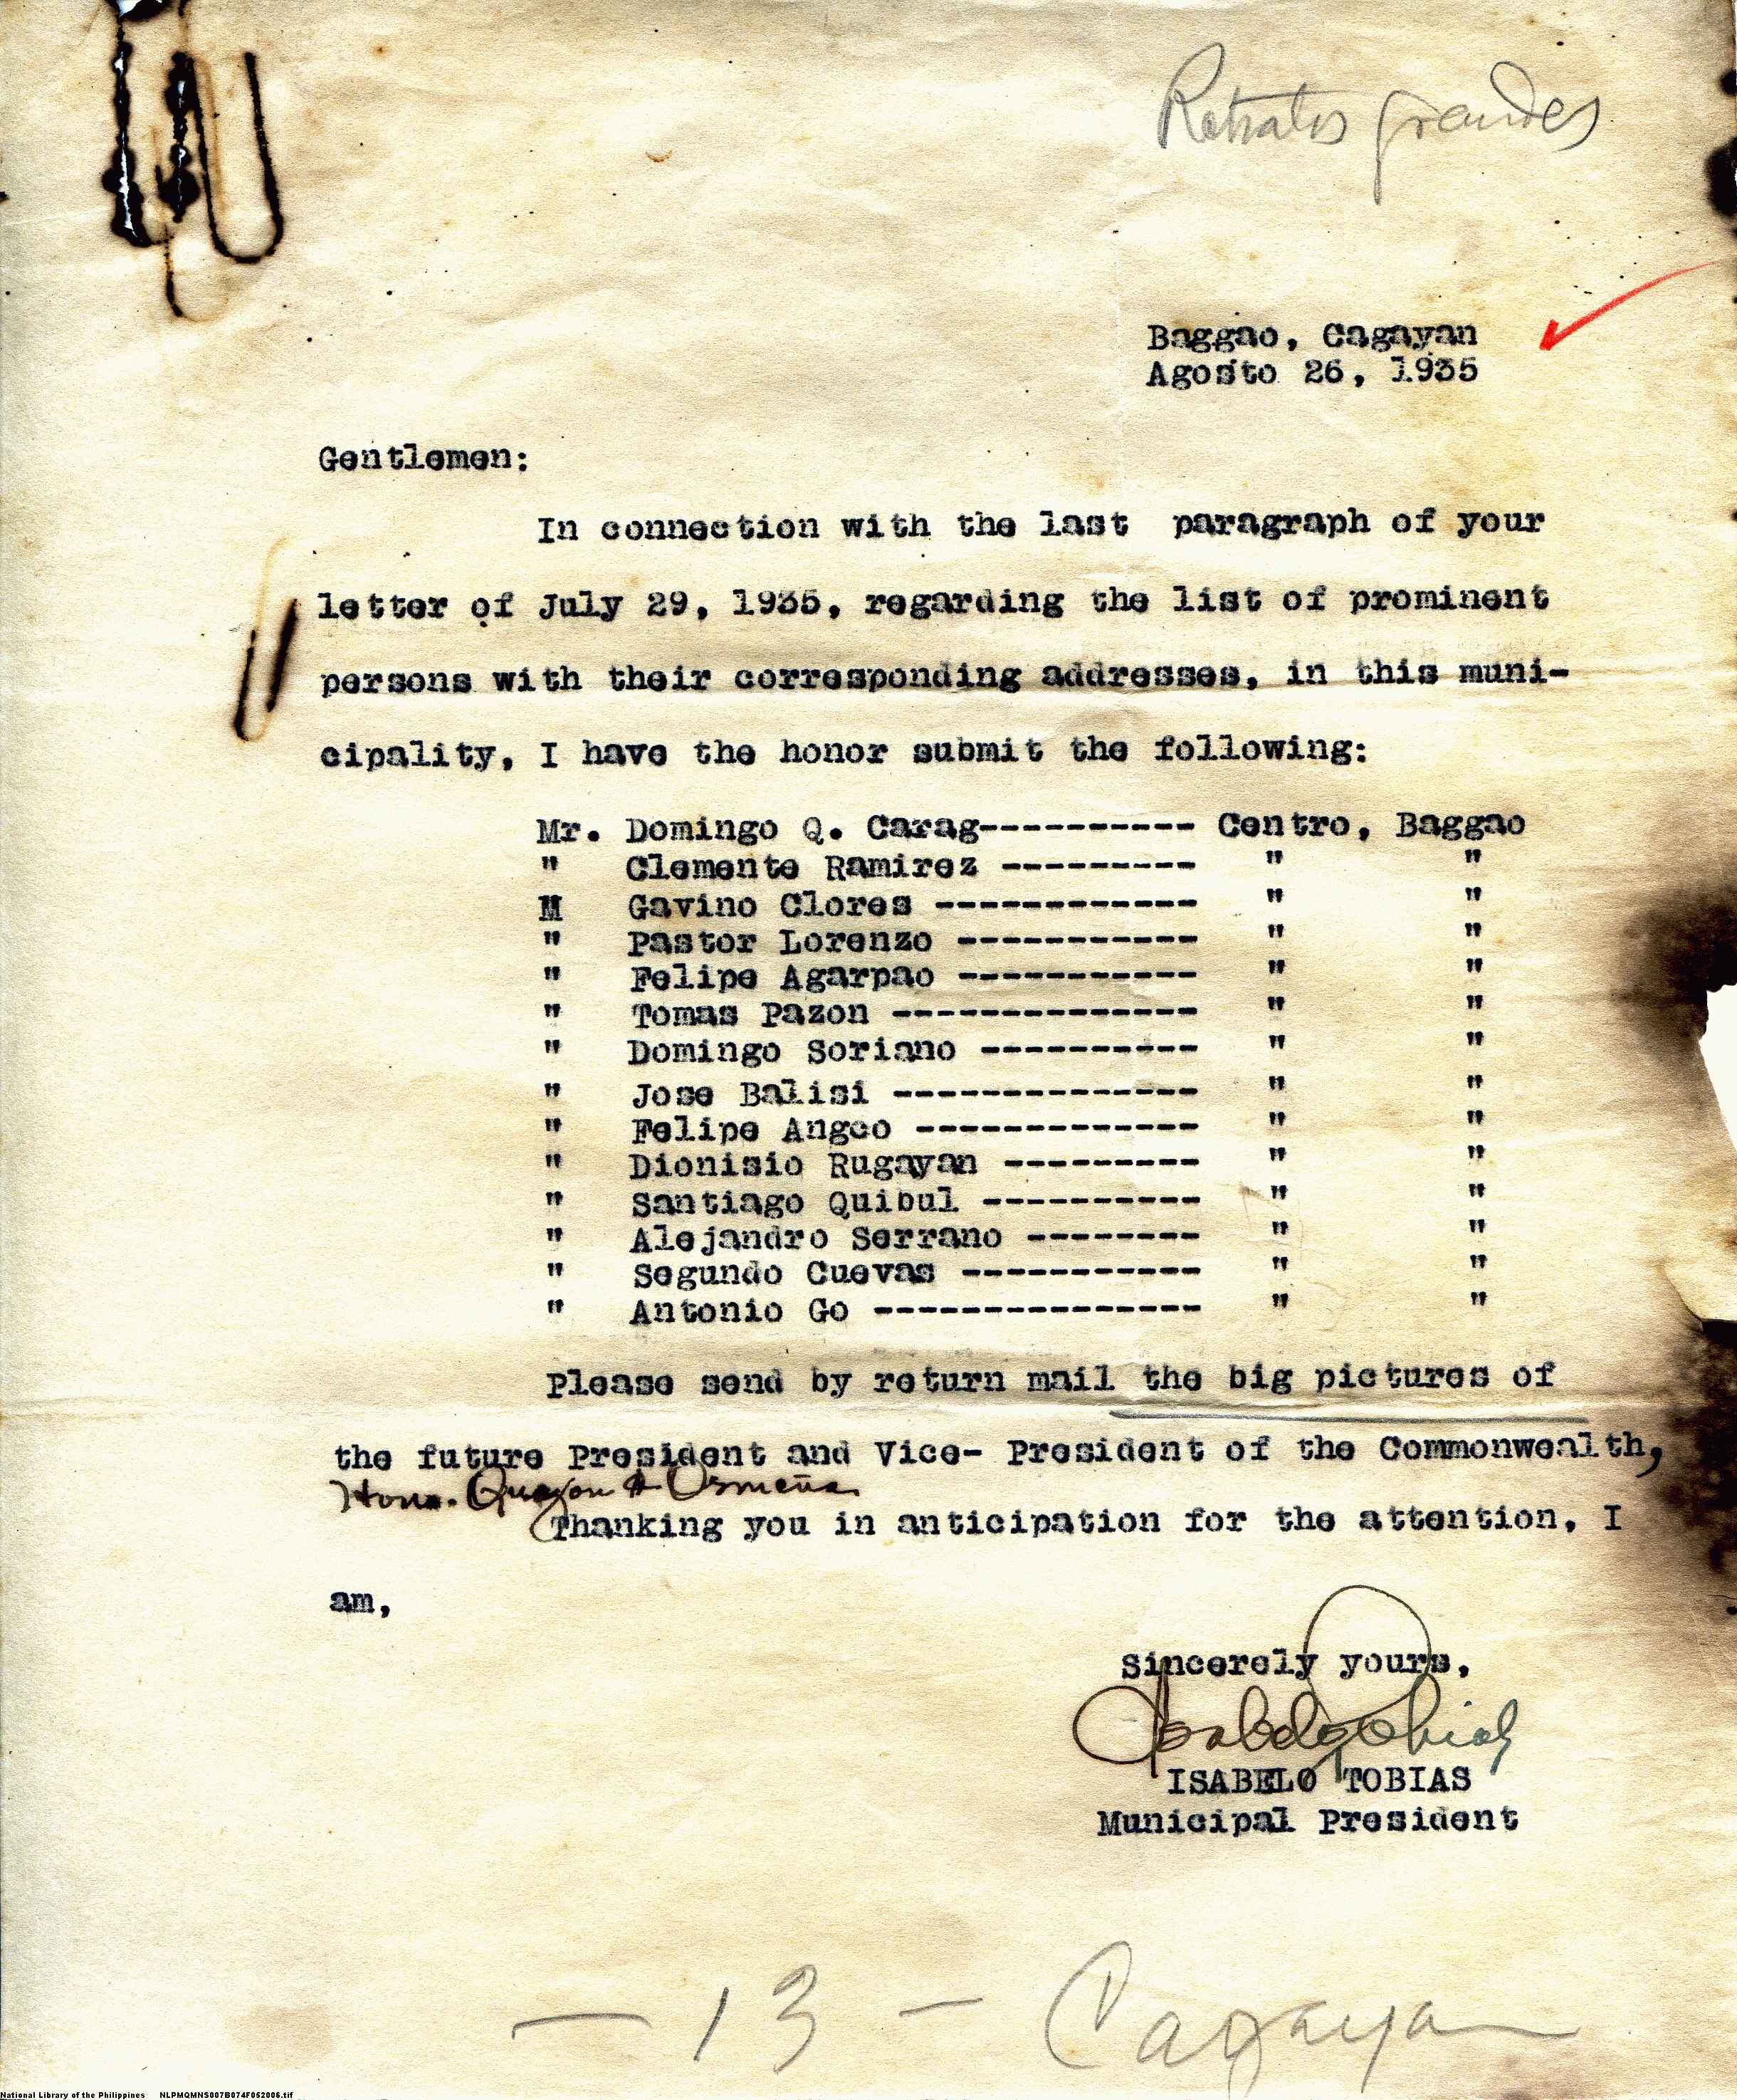 Retratos grandes
Baggao, Cagayan
Agosto 26, 1935
Gentlemen:
In connection with the last paragraph of your
letter of July 29, 1935, regarding the list of prominent
persons with their corresponding addresses, in this muni-
cipality, I have the honor submit the following:
Mr. Domingo Q. Carag---------- Centro, Baggao
" Clemente Ramirez --------- " "
M Gavino Clores ------------ " "
" Pastor Lorenzo ----------- " "
" Felipe Agarpao ----------- " "
" Tomas Pazon -------------- " "
" Domingo Soriano ---------- " "
" Jose Balisi -------------- " "
" Felipe Angco ------------- " "
" Dionisio Rugayan --------- " "
" Santiago Quibul ---------- " "
" Alejandro Serrano -------- " "
" Segundo Cuevas ----------- " "
" Antonio Go --------------- " "
Please send by return mail the big pictures of
the future President and Vice- President of the Commonwealth,
Hons. Quezon & Osmeña
Thanking you in anticipation for the attention, I
am,
Sincerely yours,
Isabelo Tobias
ISABELO TOBIAS
Municipal President
— 13 — Cagayan
National Library of the Philippines NLPMQMNS007B074F052006.tif